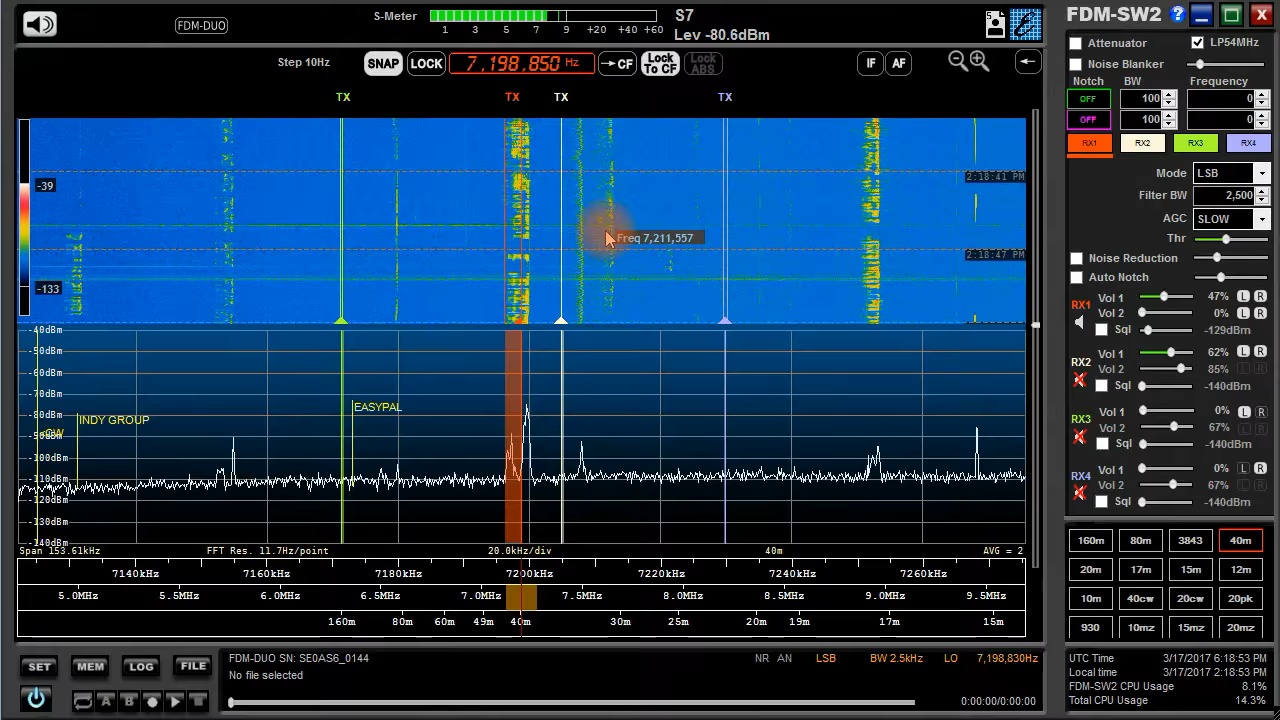 FDM-DUO
S-Meter
1 3 5 7 9 +20 +40 +60
S7
Lev -80.6dBm
FDM-SW2 ?
Step 10Hz
SNAP LOCK 7,198,850 Hz →CF Lock To CF Lock ABS
IF AF
TX TX TX TX
-39
-133
2:18:41 PM
2:18:47 PM
Freq 7,211,557
-40dBm
-50dBm
-60dBm
-70dBm
-80dBm
-90dBm
-100dBm
-110dBm
-120dBm
-130dBm
-140dBm
INDY GROUP
EASYPAL
Span 153.61kHz FFT Res. 11.7Hz/point 20.0kHz/div 40m AVG = 2
7140kHz 7160kHz 7180kHz 7200kHz 7220kHz 7240kHz 7260kHz
5.0MHz 5.5MHz 6.0MHz 6.5MHz 7.0MHz 7.5MHz 8.0MHz 8.5MHz 9.0MHz 9.5MHz
160m 80m 60m 49m 40m 30m 25m 20m 19m 17m 15m
SET MEM LOG FILE
A B
FDM-DUO SN: SE0AS6_0144
No file selected
NR AN LSB BW 2.5kHz LO 7,198,830Hz
0:00:00/0:00:00
Attenuator LP54MHz
Noise Blanker
Notch BW Frequency
OFF 100 0
OFF 100 0
RX1 RX2 RX3 RX4
Mode LSB
Filter BW 2,500
AGC SLOW
Thr
Noise Reduction
Auto Notch
RX1
Vol 1 47% L R
Vol 2 0% L R
Sql -129dBm
RX2
Vol 1 62% L R
Vol 2 85% L R
Sql -140dBm
RX3
Vol 1 0% L R
Vol 2 67% L R
Sql -140dBm
RX4
Vol 1 0% L R
Vol 2 67% L R
Sql -140dBm
160m 80m 3843 40m
20m 17m 15m 12m
10m 40cw 20cw 20pk
930 10mz 15mz 20mz
UTC Time 3/17/2017 6:18:53 PM
Local time 3/17/2017 2:18:53 PM
FDM-SW2 CPU Usage 8.1%
Total CPU Usage 14.3%